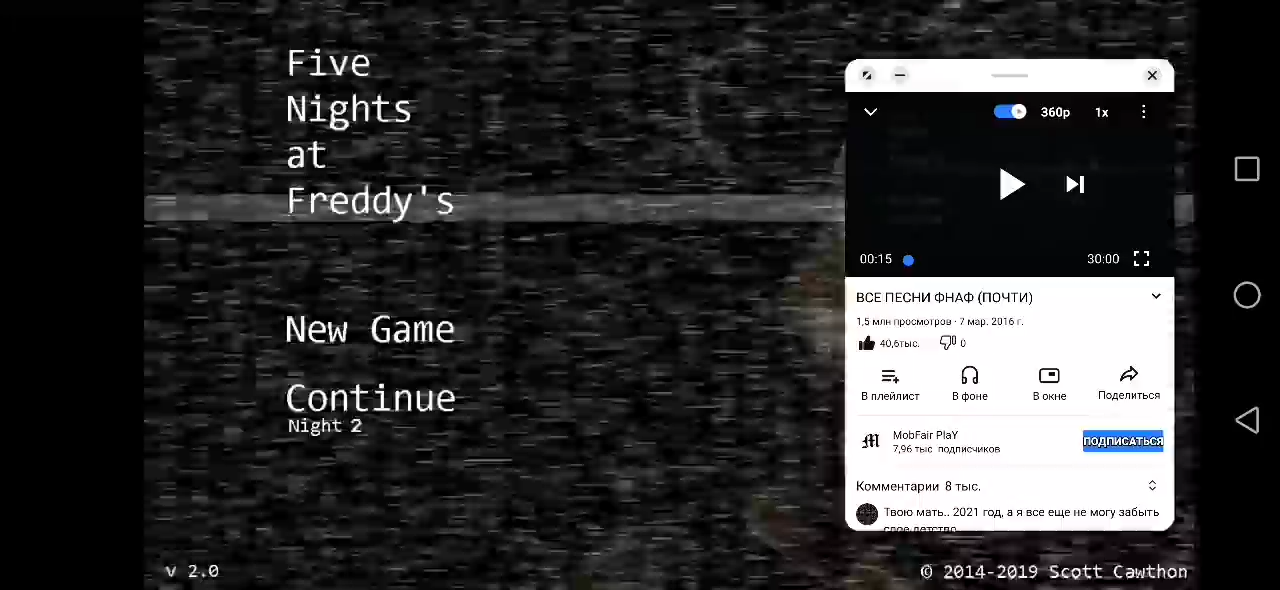 Five
Nights
at
Freddy's
New Game
Continue
Night 2
v 2.0
© 2014-2019 Scott Cawthon
360p
1x
00:15
30:00
ВСЕ ПЕСНИ ФНАФ (ПОЧТИ)
1,5 млн просмотров · 7 мар. 2016 г.
40,6тыс.
0
В плейлист
В фоне
В окне
Поделиться
MobFair PlaY
7,96 тыс подписчиков
ПОДПИСАТЬСЯ
Комментарии 8 тыс.
Твою мать.. 2021 год, а я все еще не могу забыть
свое детство